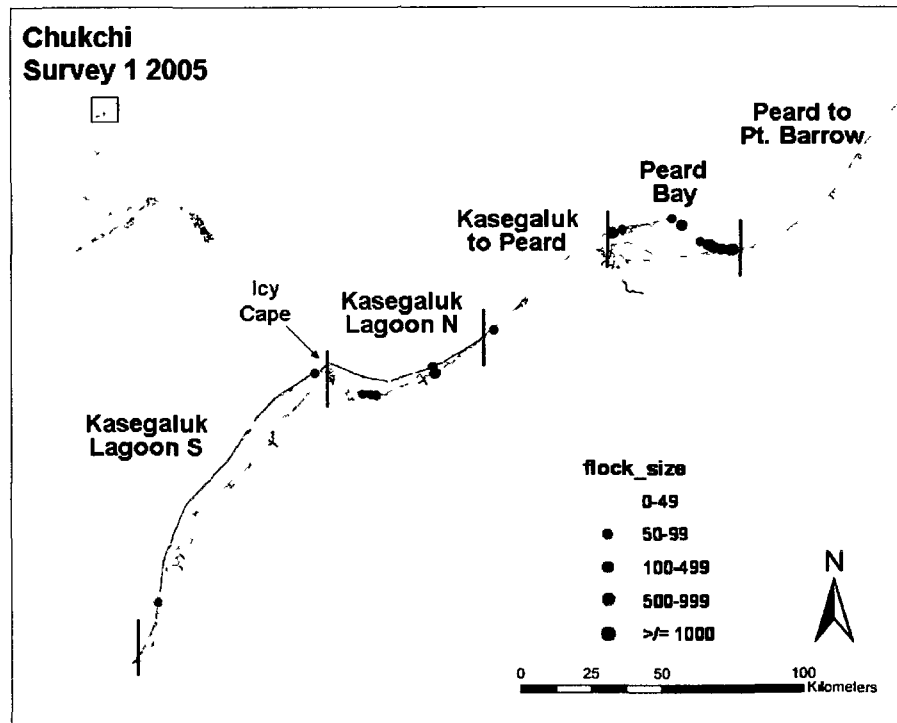 Chukchi
Survey 1 2005
Peard to
Pt. Barrow
Peard
Bay
Kasegaluk
to Peard
Icy
Cape
Kasegaluk
Lagoon N
Kasegaluk
Lagoon S
flock_size
0-49
50-99
100-499
500-999
>/= 1000
N
0 25 50 100
Kilometers